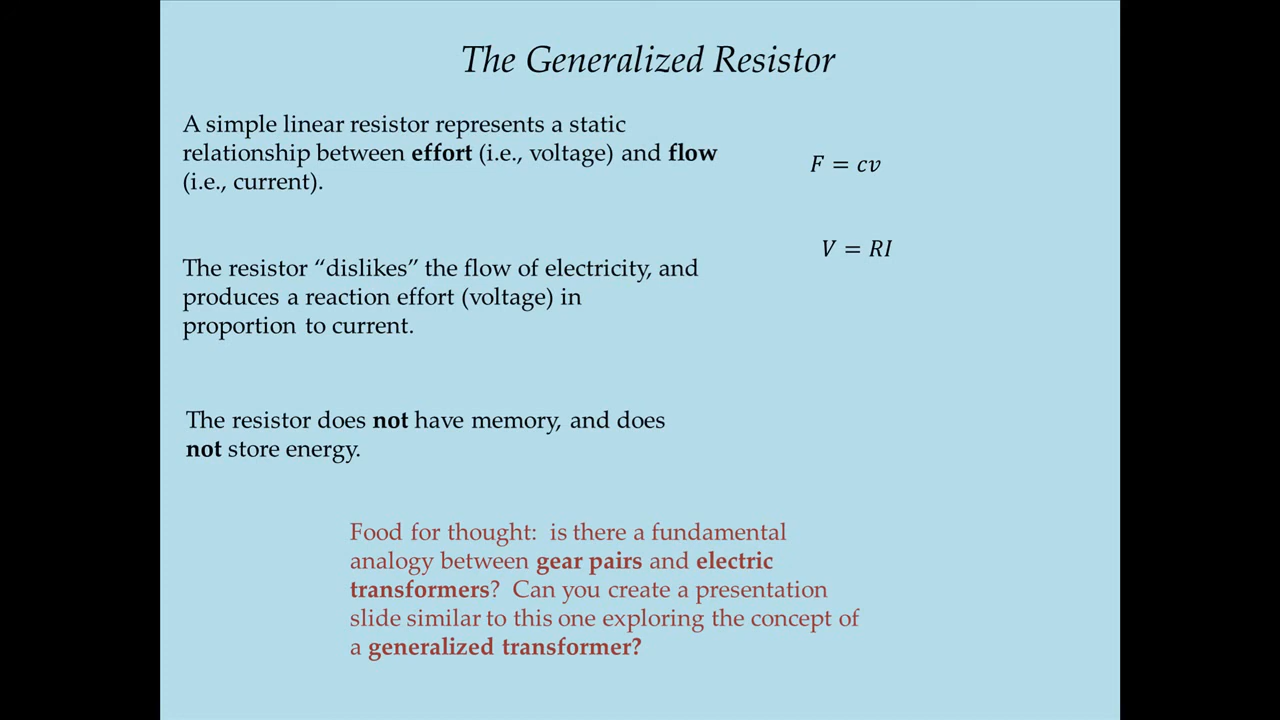 The Generalized Resistor
A simple linear resistor represents a static
relationship between effort (i.e., voltage) and flow
(i.e., current).
F = cv
V = RI
The resistor “dislikes” the flow of electricity, and
produces a reaction effort (voltage) in
proportion to current.
The resistor does not have memory, and does
not store energy.
Food for thought:  is there a fundamental
analogy between gear pairs and electric
transformers?  Can you create a presentation
slide similar to this one exploring the concept of
a generalized transformer?